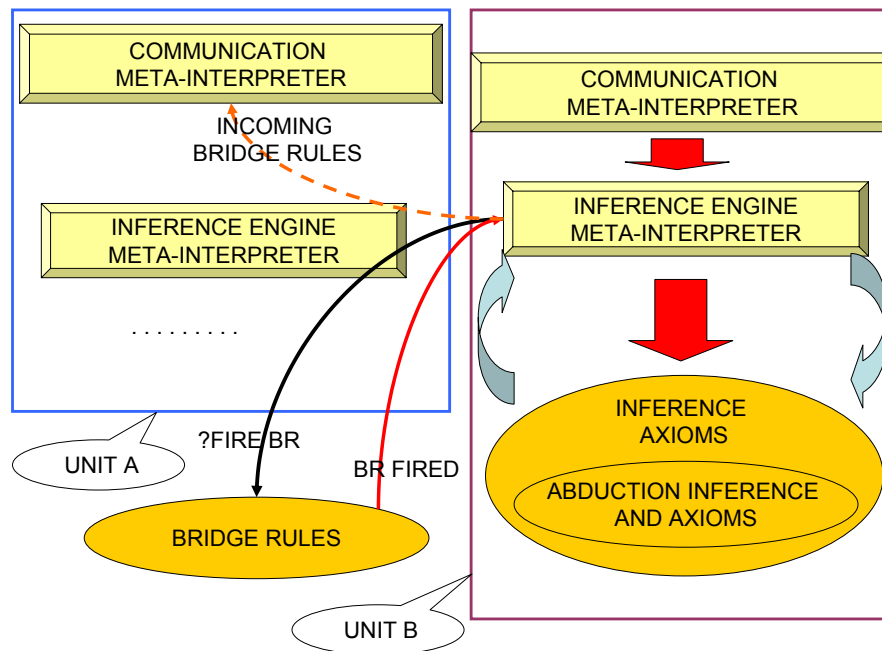 COMMUNICATION
META-INTERPRETER
INCOMING
BRIDGE RULES
INFERENCE ENGINE
META-INTERPRETER
. . . . . . . . .
UNIT A
?FIRE BR
BR FIRED
BRIDGE RULES
COMMUNICATION
META-INTERPRETER
INFERENCE ENGINE
META-INTERPRETER
INFERENCE
AXIOMS
ABDUCTION INFERENCE
AND AXIOMS
UNIT B